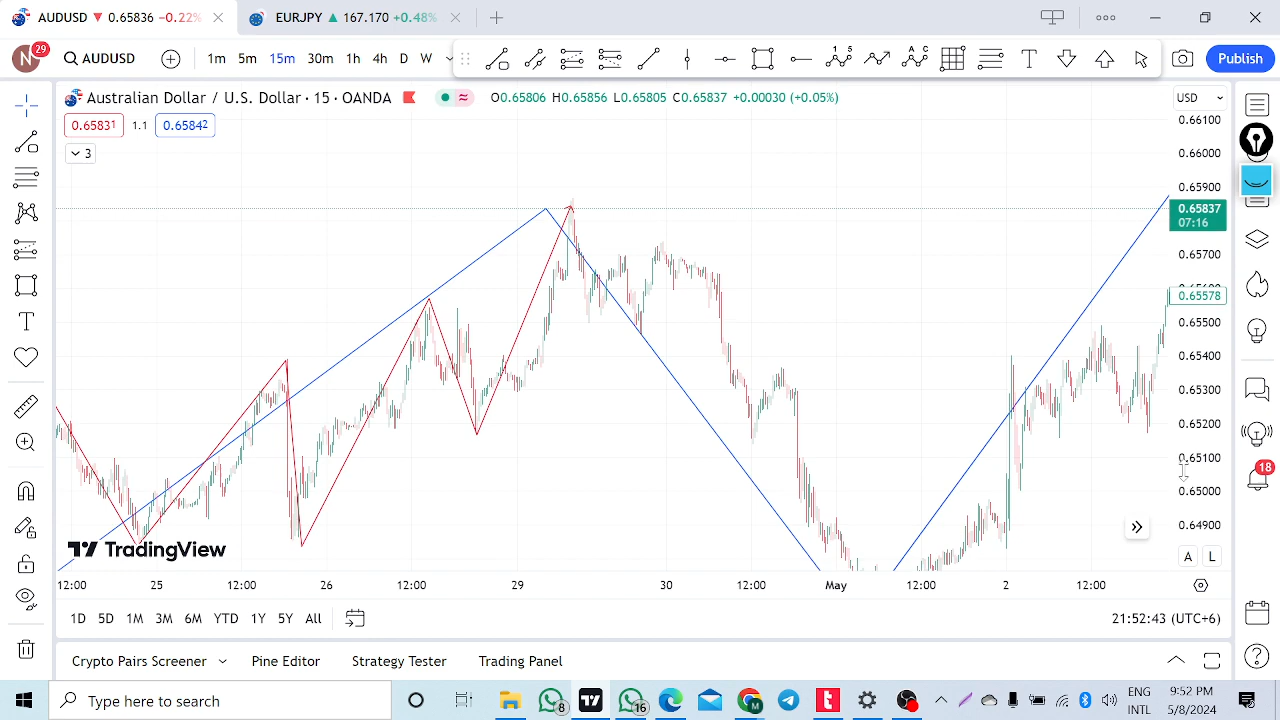 AUDUSD ▼ 0.65836 −0.22%
EURJPY ▲ 167.170 +0.48%
N 29
AUDUSD
1m 5m 15m 30m 1h 4h D W
Publish
Australian Dollar / U.S. Dollar · 15 · OANDA
O0.65806 H0.65856 L0.65805 C0.65837 +0.00030 (+0.05%)
USD
0.65831 1.1 0.65842
3
0.66100
0.66000
0.65900
0.65837
07:16
0.65700
0.65578
0.65500
0.65400
0.65300
0.65200
0.65100
0.65000
0.64900
TradingView
A L
12:00 25 12:00 26 12:00 29 30 12:00 May 12:00 2 12:00
1D 5D 1M 3M 6M YTD 1Y 5Y All
21:52:43 (UTC+6)
18
Crypto Pairs Screener Pine Editor Strategy Tester Trading Panel
Type here to search
8
16
ENG
INTL
9:52 PM
5/8/2024